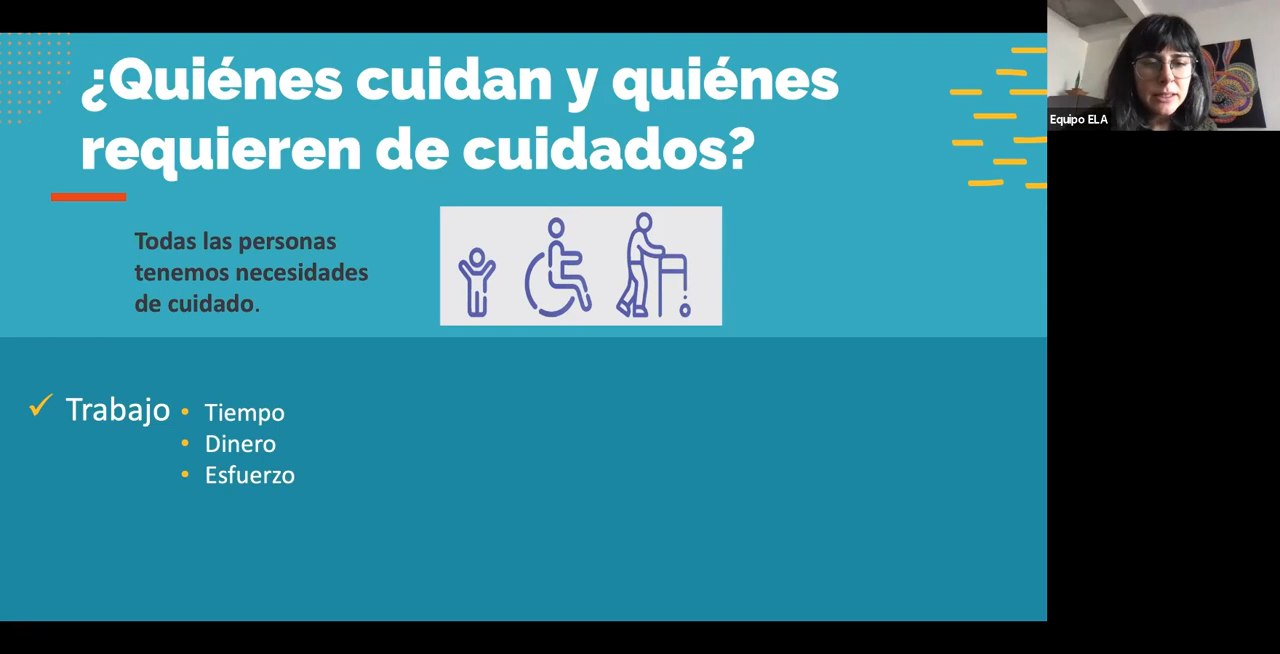 ¿Quiénes cuidan y quiénes
requieren de cuidados?
Todas las personas
tenemos necesidades
de cuidado.
✓ Trabajo
• Tiempo
• Dinero
• Esfuerzo
Equipo ELA